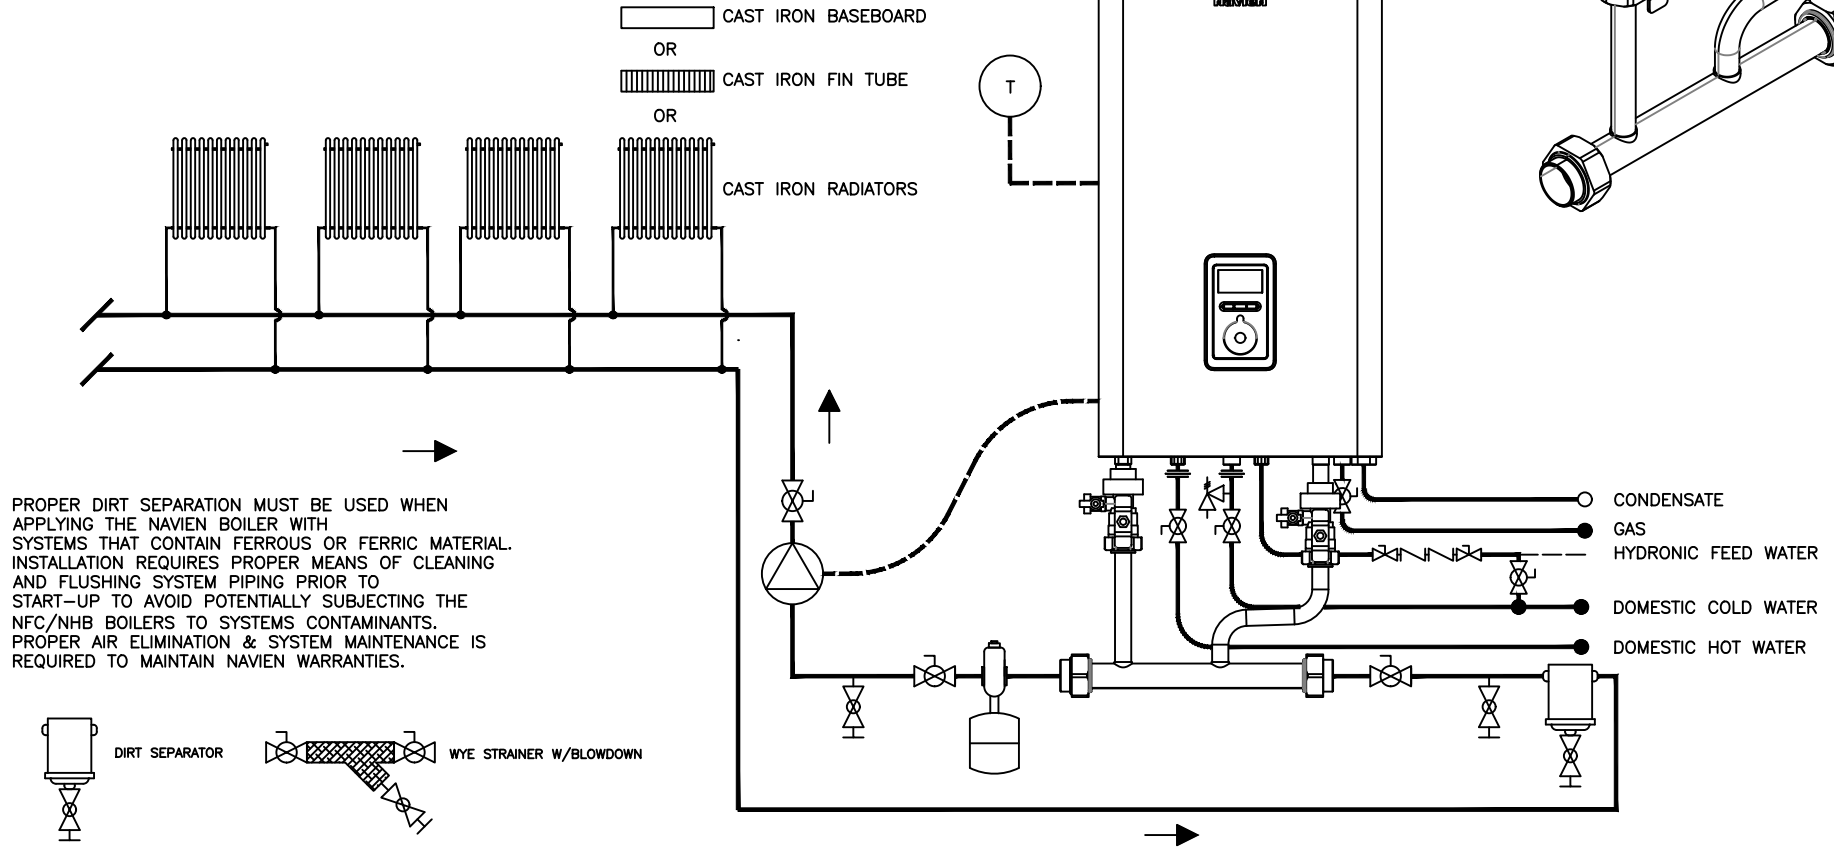 CAST IRON BASEBOARD
OR
CAST IRON FIN TUBE
OR
CAST IRON RADIATORS
T
PROPER DIRT SEPARATION MUST BE USED WHEN
APPLYING THE NAVIEN BOILER WITH
SYSTEMS THAT CONTAIN FERROUS OR FERRIC MATERIAL.
INSTALLATION REQUIRES PROPER MEANS OF CLEANING
AND FLUSHING SYSTEM PIPING PRIOR TO
START-UP TO AVOID POTENTIALLY SUBJECTING THE
NFC/NHB BOILERS TO SYSTEMS CONTAMINANTS.
PROPER AIR ELIMINATION & SYSTEM MAINTENANCE IS
REQUIRED TO MAINTAIN NAVIEN WARRANTIES.
CONDENSATE
GAS
HYDRONIC FEED WATER
DOMESTIC COLD WATER
DOMESTIC HOT WATER
DIRT SEPARATOR
WYE STRAINER W/BLOWDOWN